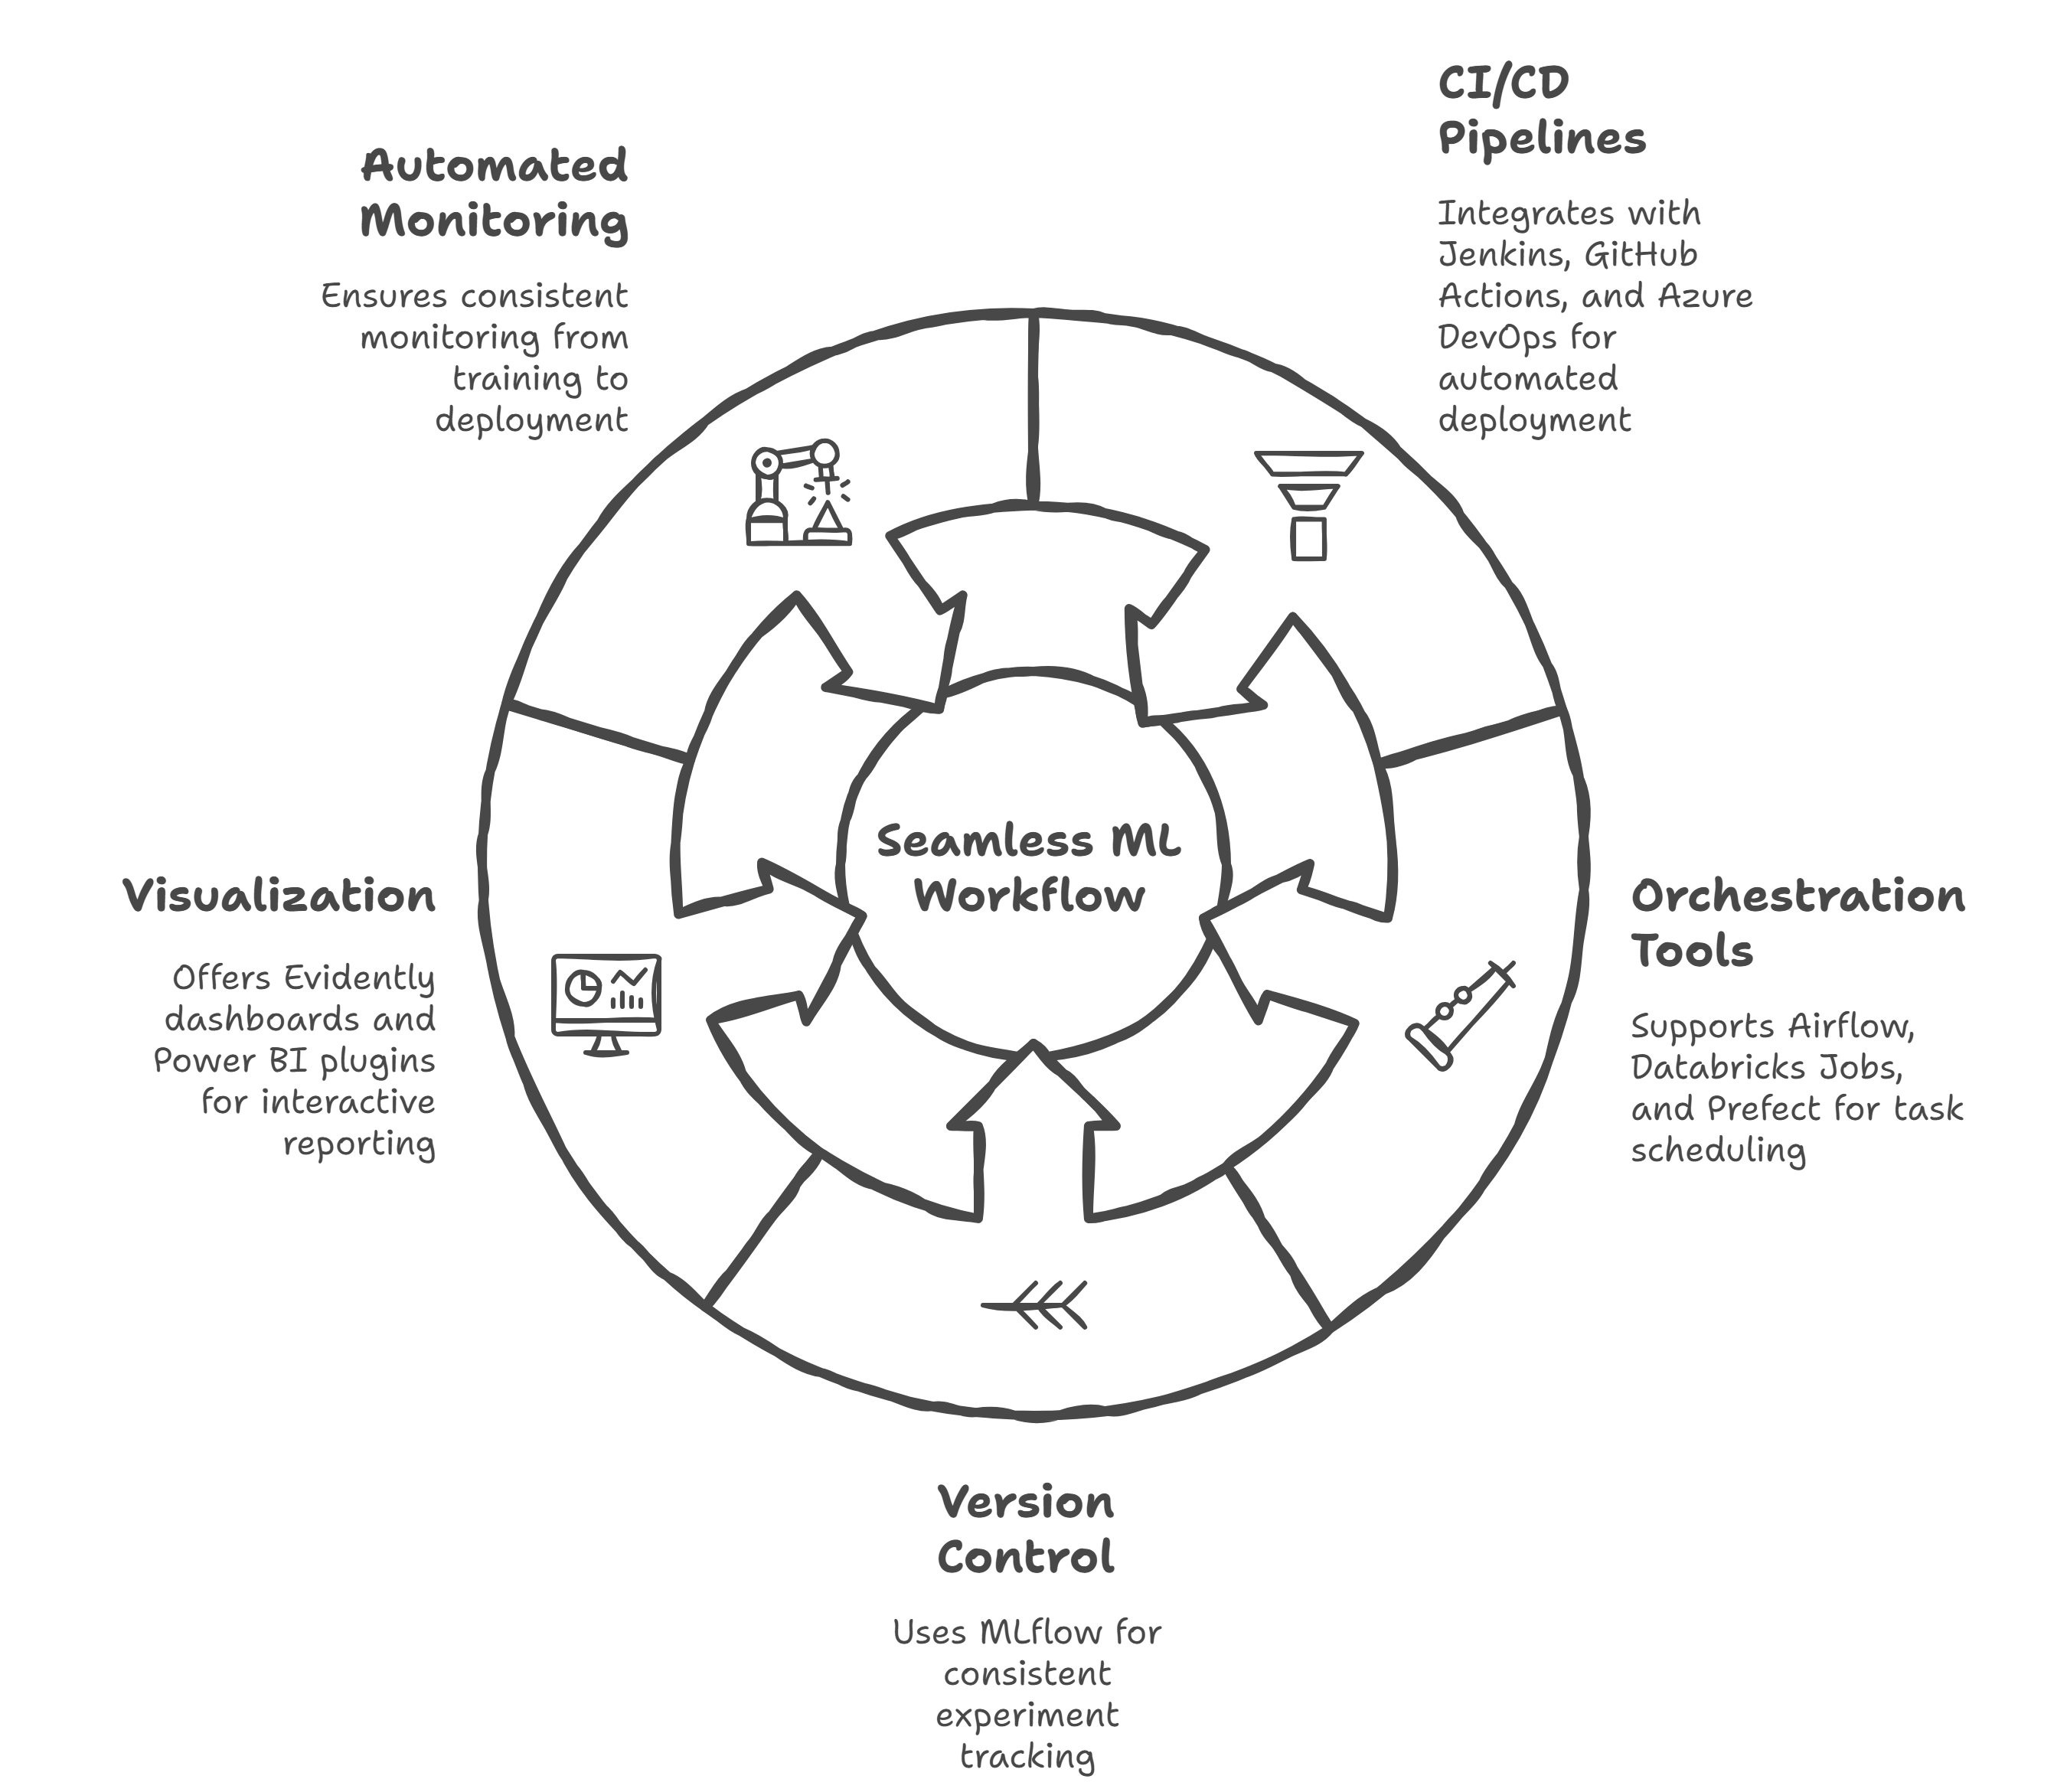 CI/CD
Pipelines
Integrates with
Jenkins, GitHub
Actions, and Azure
DevOps for
automated
deployment
Automated
Monitoring
Ensures consistent
monitoring from
training to
deployment
Seamless ML
Workflow
Visualization
Offers Evidently
dashboards and
Power BI plugins
for interactive
reporting
Orchestration
Tools
Supports Airflow,
Databricks Jobs,
and Prefect for task
scheduling
Version
Control
Uses MLflow for
consistent
experiment
tracking